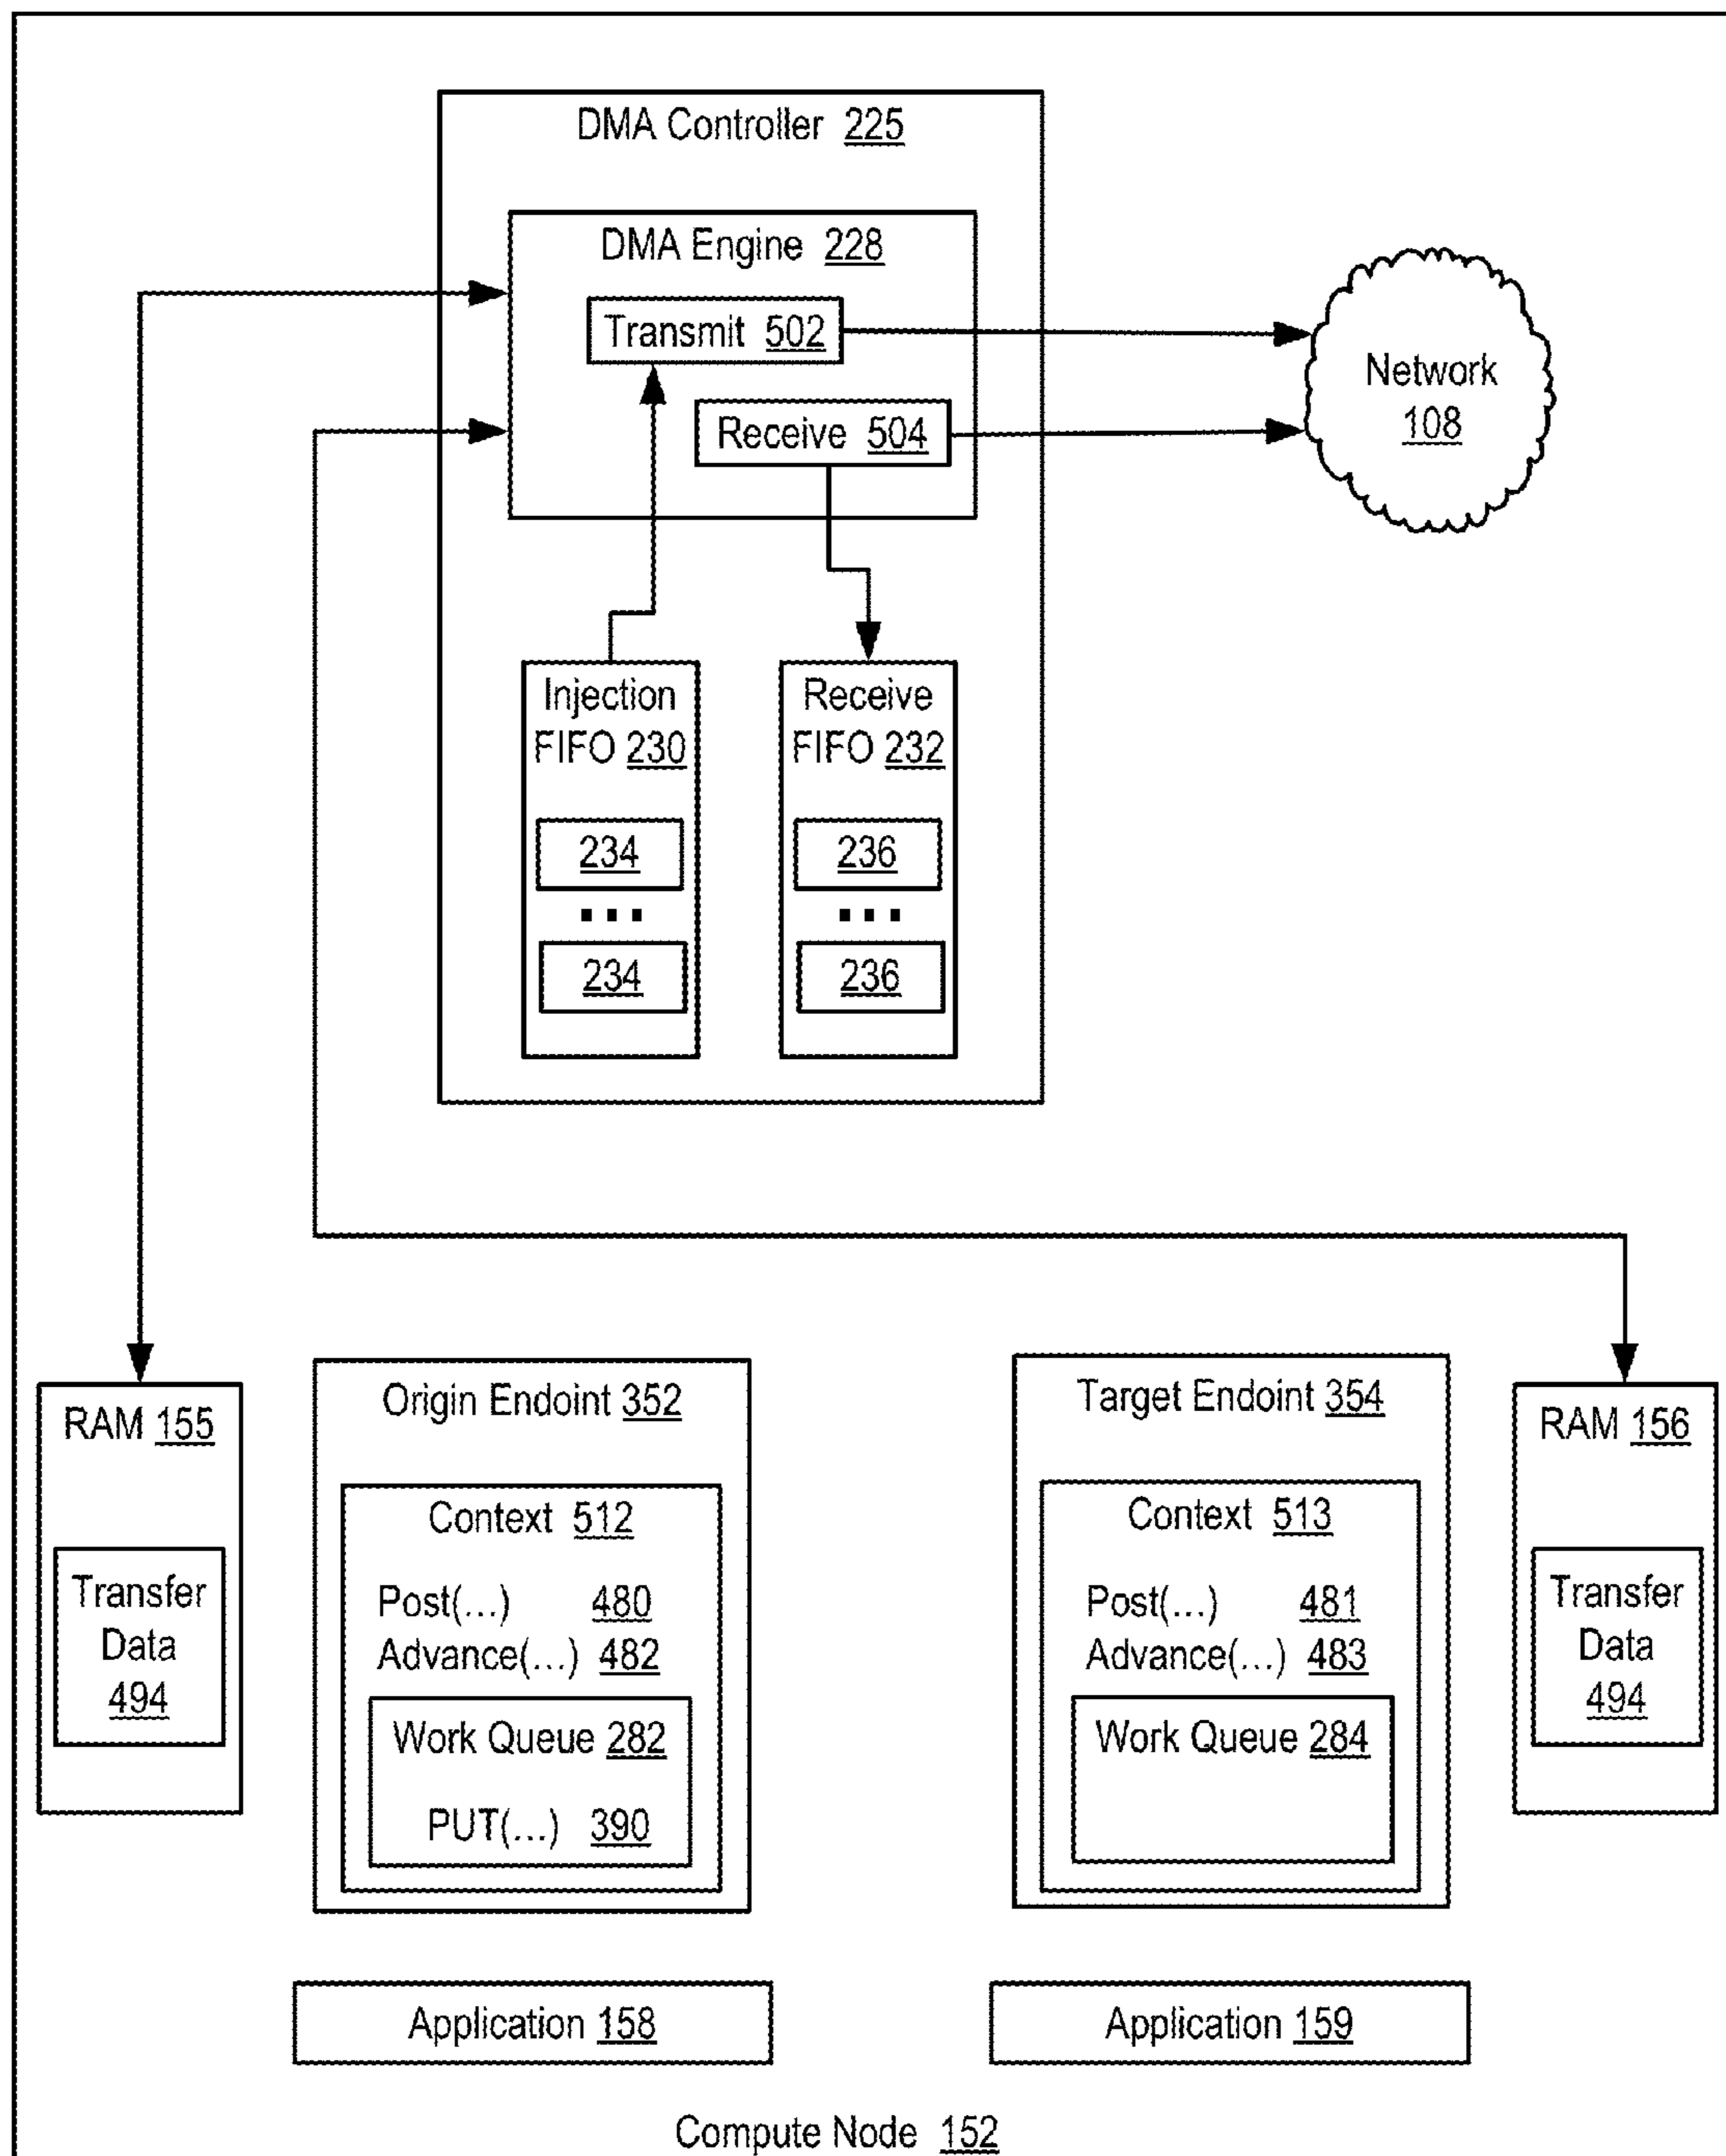 DMA Controller 225
DMA Engine 228
Transmit 502
Receive 504
Network
108
Injection
FIFO 230
234
...
234
Receive
FIFO 232
236
...
236
RAM 155
Transfer
Data
494
Origin Endoint 352
Context 512
Post(...) 480
Advance(...) 482
Work Queue 282
PUT(...) 390
Target Endoint 354
Context 513
Post(...) 481
Advance(...) 483
Work Queue 284
RAM 156
Transfer
Data
494
Application 158
Application 159
Compute Node 152